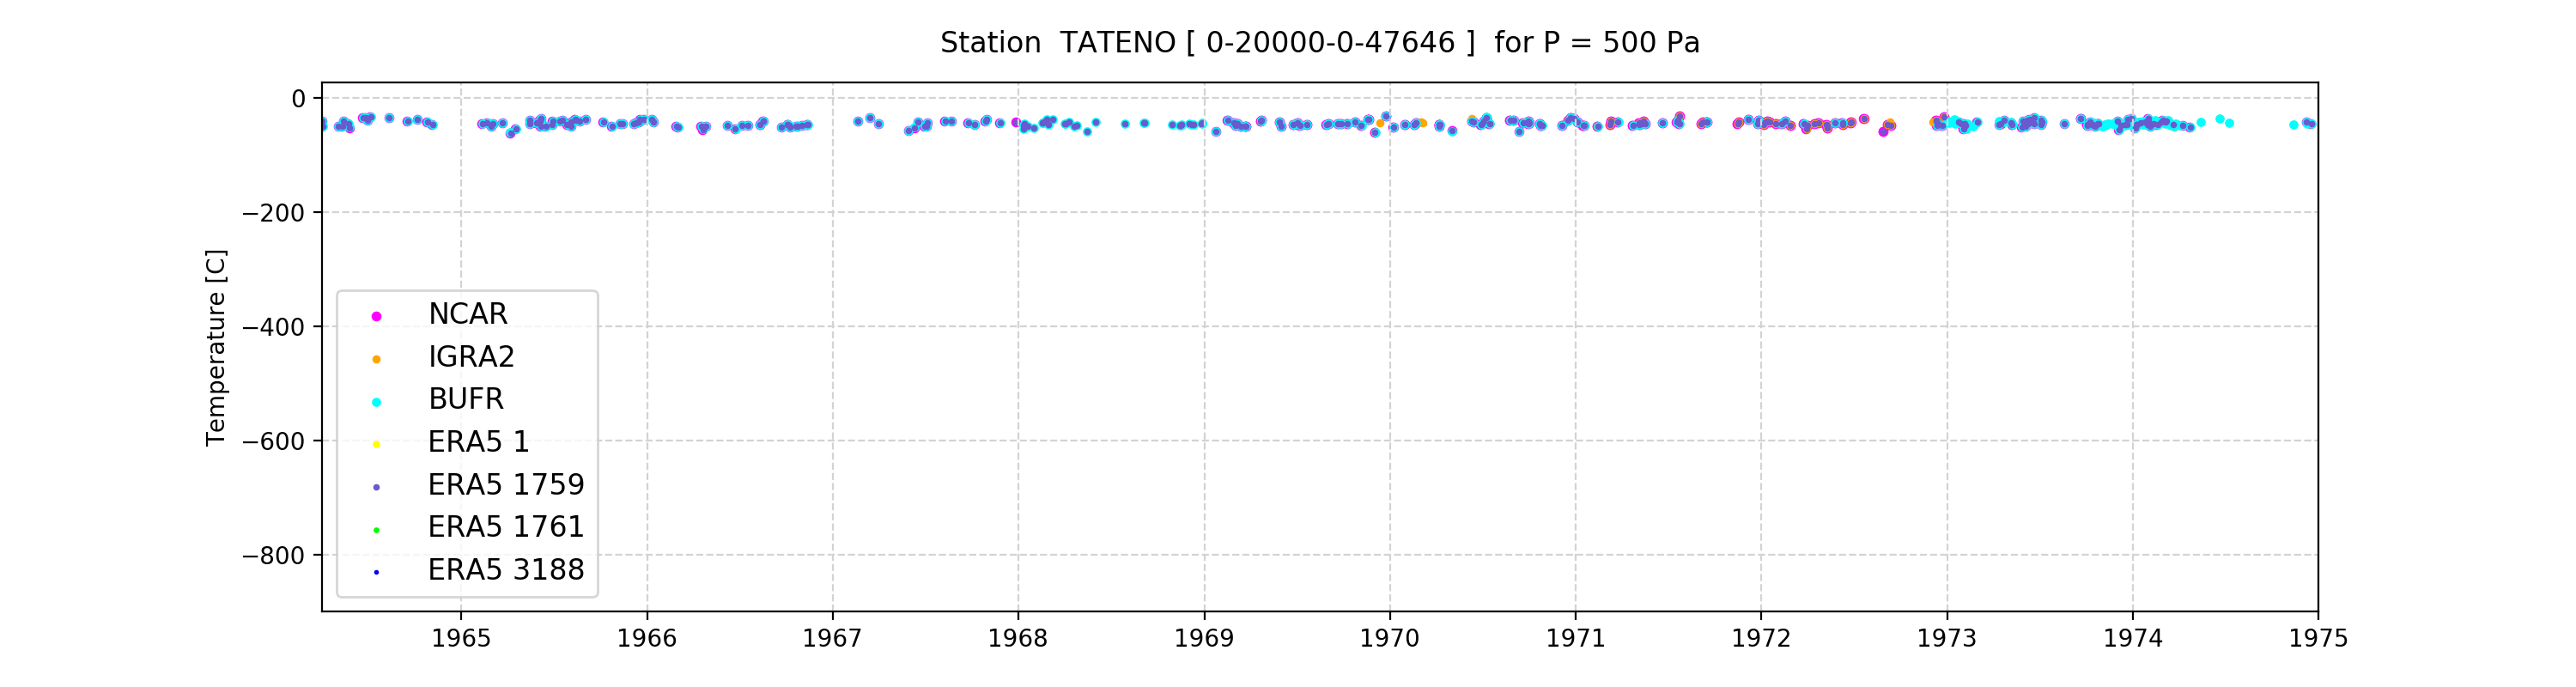 Station  TATENO [ 0-20000-0-47646 ]  for P = 500 Pa
Temperature [C]
0
−200
−400
−600
−800
NCAR
IGRA2
BUFR
ERA5 1
ERA5 1759
ERA5 1761
ERA5 3188
1965 1966 1967 1968 1969 1970 1971 1972 1973 1974 1975